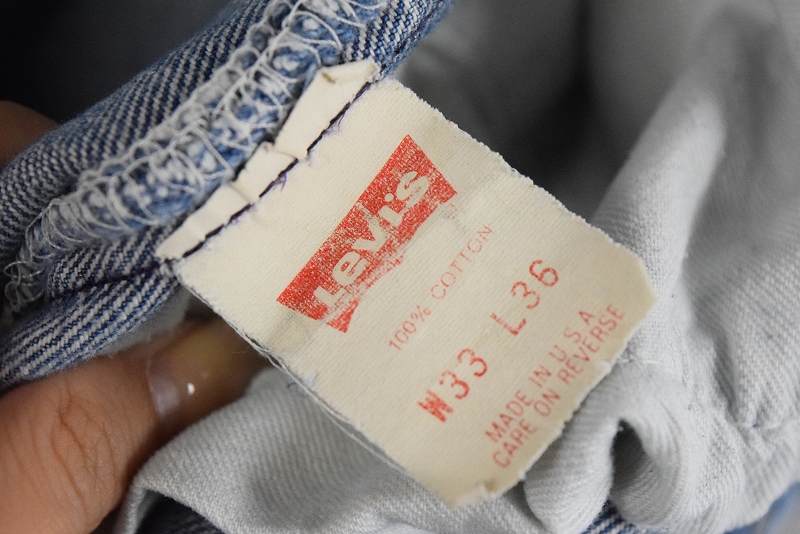 Levi's
100% COTTON
W33 L36
MADE IN U.S.A
CARE ON REVERSE